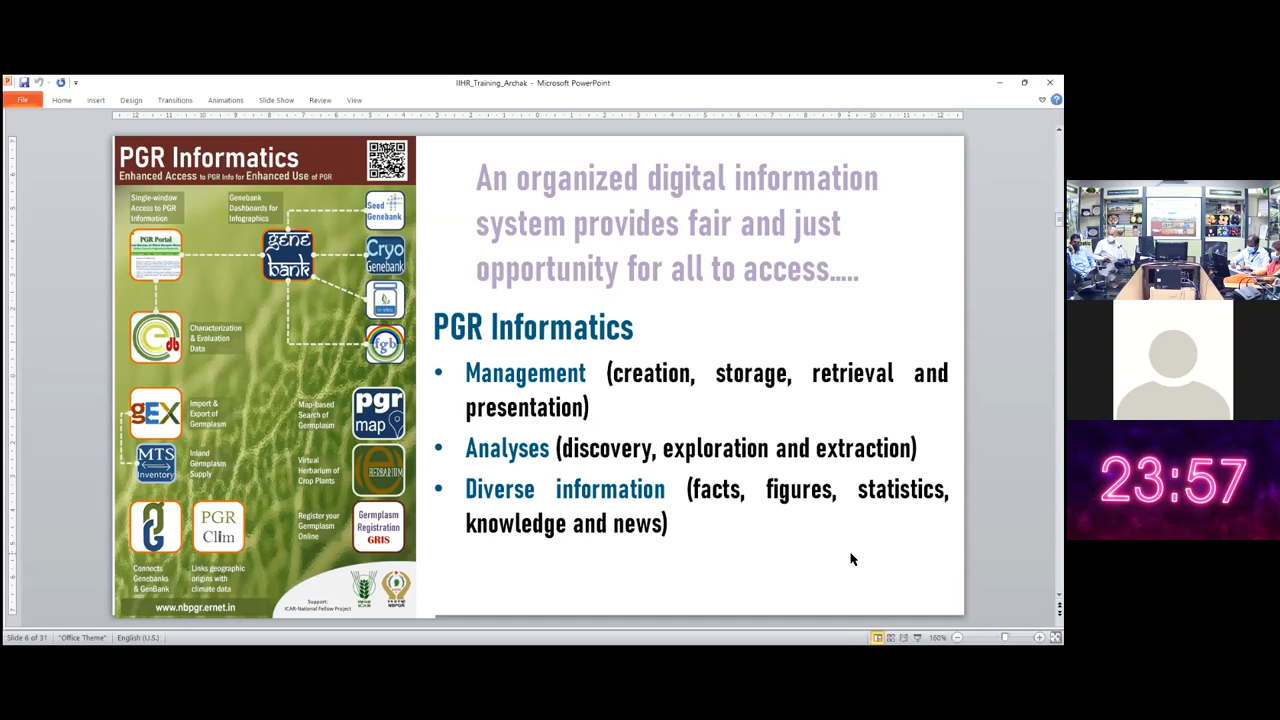 IIHR_Training_Archak - Microsoft PowerPoint
File Home Insert Design Transitions Animations Slide Show Review View
PGR Informatics
Enhanced Access to PGR Info for Enhanced Use of PGR
Single-window
Access to PGR
Information
Genebank
Dashboards for
Infographics
Seed
Genebank
PGR Portal
gene
bank
Cryo
Genebank
Characterization
& Evaluation
Data
db
fgb
gEX
Import &
Export of
Germplasm
Map-based
Search of
Germplasm
pgr
map
MTS
Inventory
Inland
Germplasm
Supply
Virtual
Herbarium of
Crop Plants
HERBARIUM
PGR
Clim
Register your
Germplasm
Online
Germplasm
Registration
GRIS
Connects
Genebanks
& GenBank
Links geographic
origins with
climate data
www.nbpgr.ernet.in
Support:
ICAR-National Fellow Project
ICAR
NBPGR
An organized digital information
system provides fair and just
opportunity for all to access.....
PGR Informatics
• Management (creation, storage, retrieval and
presentation)
• Analyses (discovery, exploration and extraction)
• Diverse information (facts, figures, statistics,
knowledge and news)
23:57
Slide 6 of 31 "Office Theme" English (U.S.) 160%